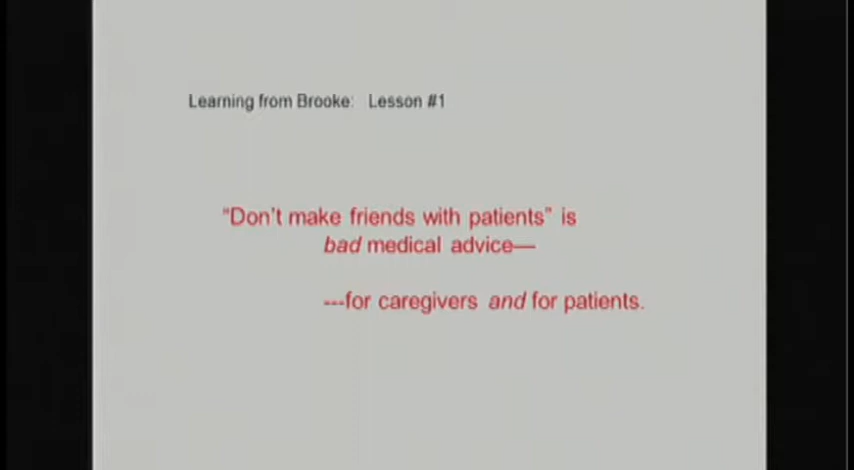 Learning from Brooke: Lesson #1
"Don't make friends with patients" is
bad medical advice—
---for caregivers and for patients.